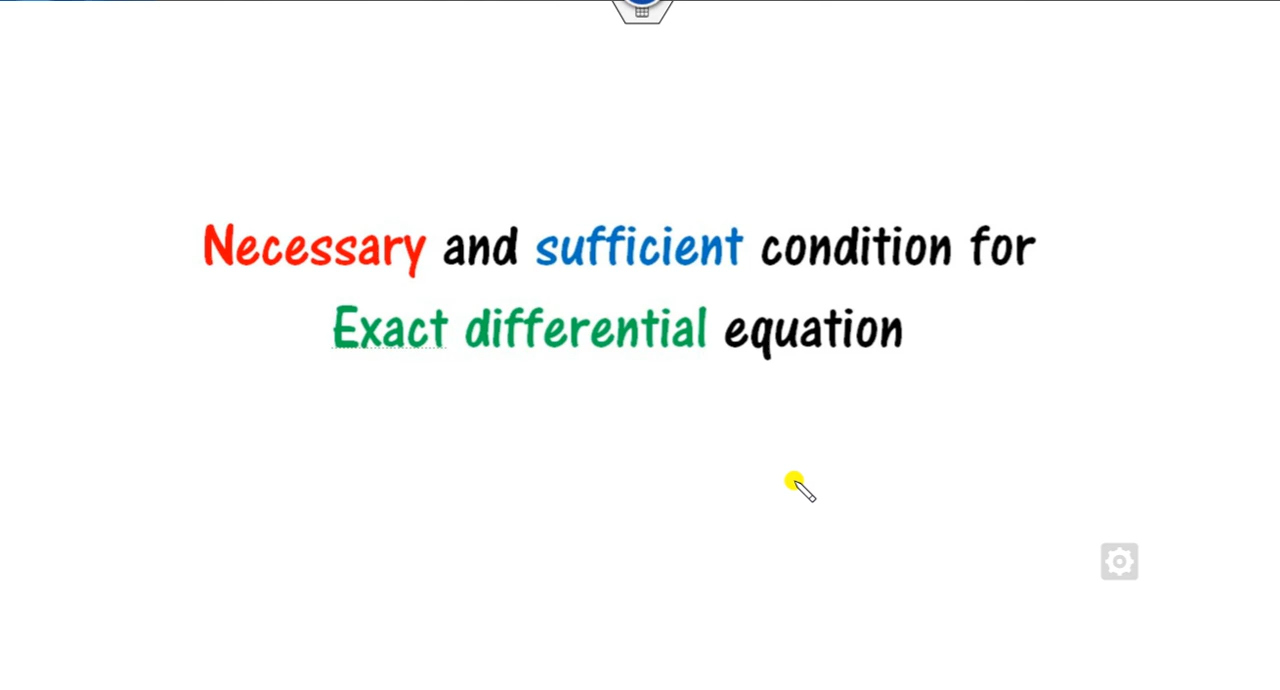 Necessary and sufficient condition for
Exact differential equation